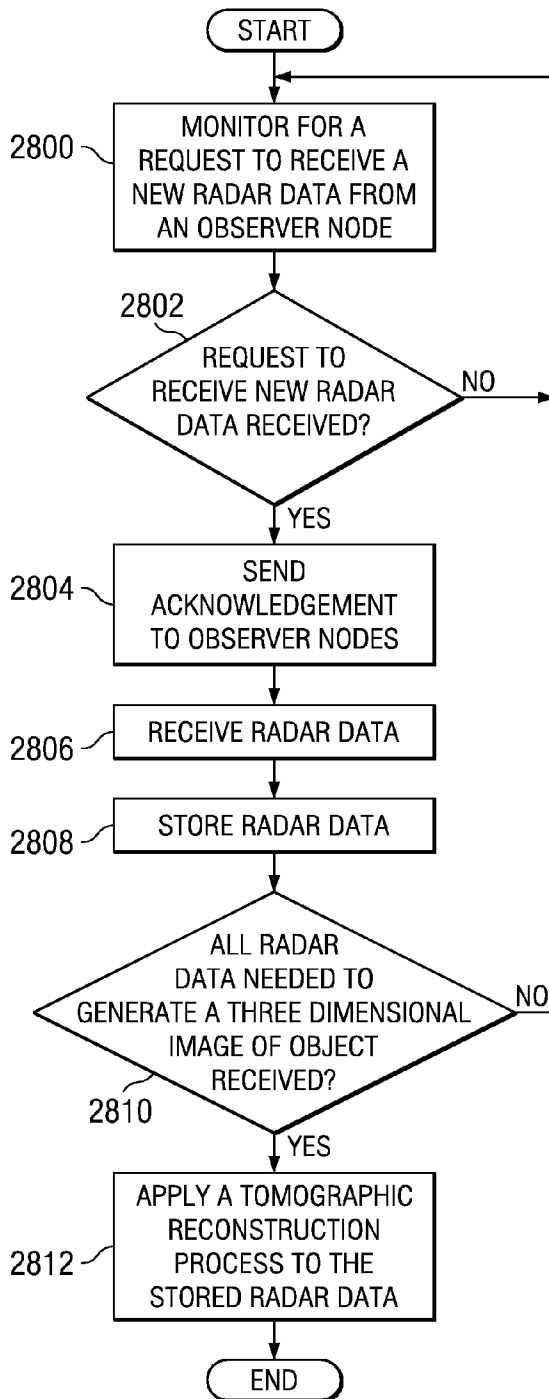 START
2800
MONITOR FOR A
REQUEST TO RECEIVE A
NEW RADAR DATA FROM
AN OBSERVER NODE
2802
REQUEST TO
RECEIVE NEW RADAR
DATA RECEIVED?
NO
YES
2804
SEND
ACKNOWLEDGEMENT
TO OBSERVER NODES
2806
RECEIVE RADAR DATA
2808
STORE RADAR DATA
ALL RADAR
DATA NEEDED TO
GENERATE A THREE DIMENSIONAL
IMAGE OF OBJECT
RECEIVED?
NO
2810
YES
2812
APPLY A TOMOGRAPHIC
RECONSTRUCTION
PROCESS TO THE
STORED RADAR DATA
END